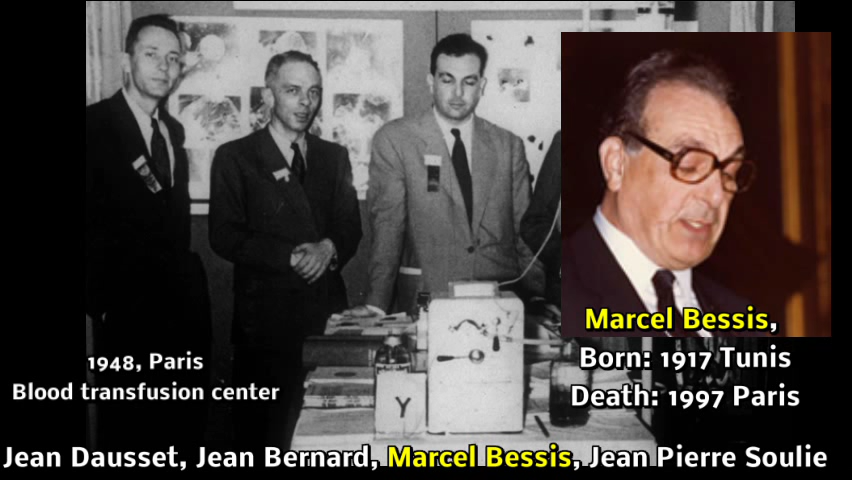 Marcel Bessis,
Born: 1917 Tunis
Death: 1997 Paris
1948, Paris
Blood transfusion center
Y
Jean Dausset, Jean Bernard, Marcel Bessis, Jean Pierre Soulie